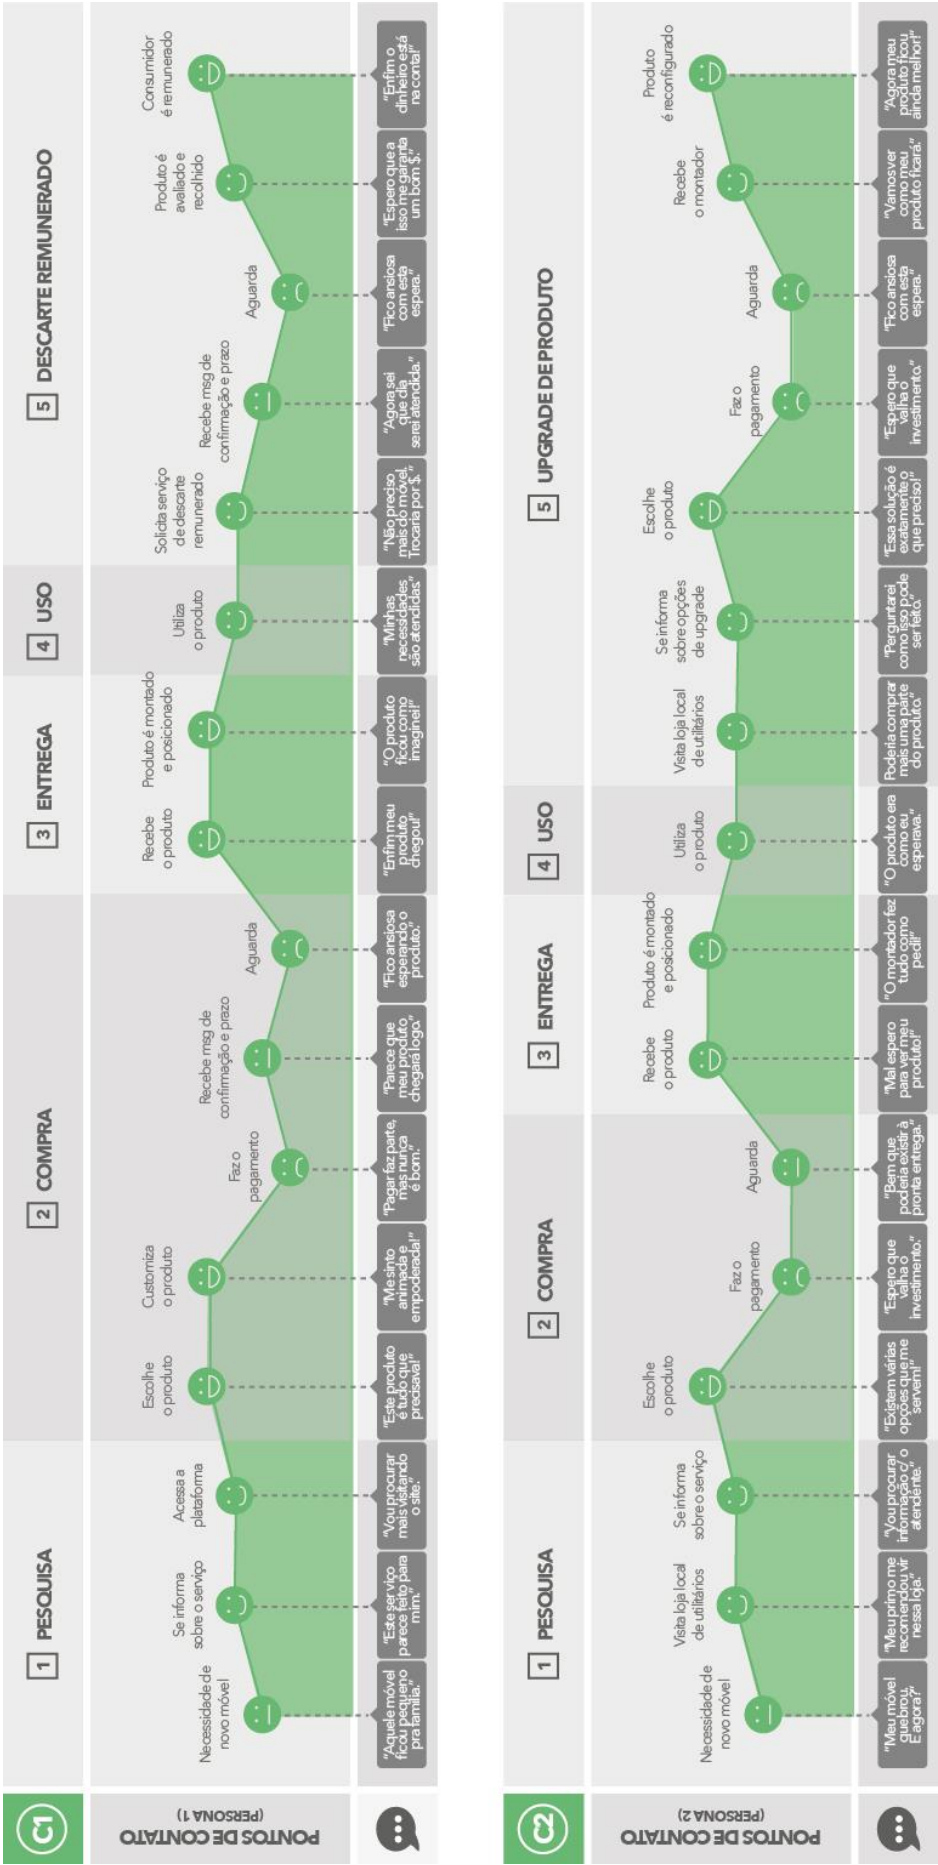 C1
1 PESQUISA
2 COMPRA
3 ENTREGA
4 USO
5 DESCARTE REMUNERADO
PONTOS DE CONTATO
(PERSONA 1)
Necessidade de
novo móvel
Se informa
sobre o serviço
Acessa a
plataforma
Escolhe
o produto
Customiza
o produto
Faz o
pagamento
Recebe msg de
confirmação e prazo
Aguarda
Recebe
o produto
Produto é montado
e posicionado
Utiliza
o produto
Solicita serviço
de descarte
remunerado
Recebe msg de
confirmação e prazo
Aguarda
Produto é
avaliado e
recolhido
Consumidor
é remunerado
"Aquele móvel
ficou pequeno
pra família."
"Este serviço
parece feito para
mim."
"Vou procurar
mais visitando
o site."
"Este produto
é tudo que
precisava!"
"Me sinto
animada e
empoderada!"
"Pagar faz parte,
mas nunca
é bom."
"Parece que
meu produto
chegará logo."
"Fico ansiosa
esperando o
produto."
"Enfim meu
produto
chegou!"
"O produto
ficou como
imaginei!"
"Minhas
necessidades
são atendidas."
"Não preciso
mais do móvel.
Trocaria por $."
"Agora sei
que dia
serei atendida."
"Fico ansiosa
com esta
espera."
"Espero que a
isso me garanta
um bom $."
"Enfim o
dinheiro está
na conta!"
C2
1 PESQUISA
2 COMPRA
3 ENTREGA
4 USO
5 UPGRADE DE PRODUTO
PONTOS DE CONTATO
(PERSONA 2)
Necessidade de
novo móvel
Visita loja local
de utilitários
Se informa
sobre o serviço
Escolhe
o produto
Faz o
pagamento
Aguarda
Recebe
o produto
Produto é montado
e posicionado
Utiliza
o produto
Visita loja local
de utilitários
Se informa
sobre opções
de upgrade
Escolhe
o produto
Faz o
pagamento
Aguarda
Recebe
o montador
Produto
é reconfigurado
"Meu móvel
quebrou.
E agora?"
"Meu primo me
recomendou vir
nessa loja."
"Vou procurar
informação c/ o
atendente."
"Existem várias
opções que me
servem!"
"Espero que
valha o
investimento."
"Bem que
poderia existir à
pronta entrega."
"Mal espero
para ver meu
produto!"
"O montador fez
tudo como
pedi!"
"O produto era
como eu
esperava."
Poderia comprar
mais uma parte
do produto."
"Perguntarei
como isso pode
ser feito."
"Essa solução é
exatamente o
que preciso!"
"Espero que
valha o
investimento."
"Fico ansiosa
com esta
espera."
"Vamos ver
como meu
produto ficará."
"Agora meu
produto ficou
ainda melhor!"